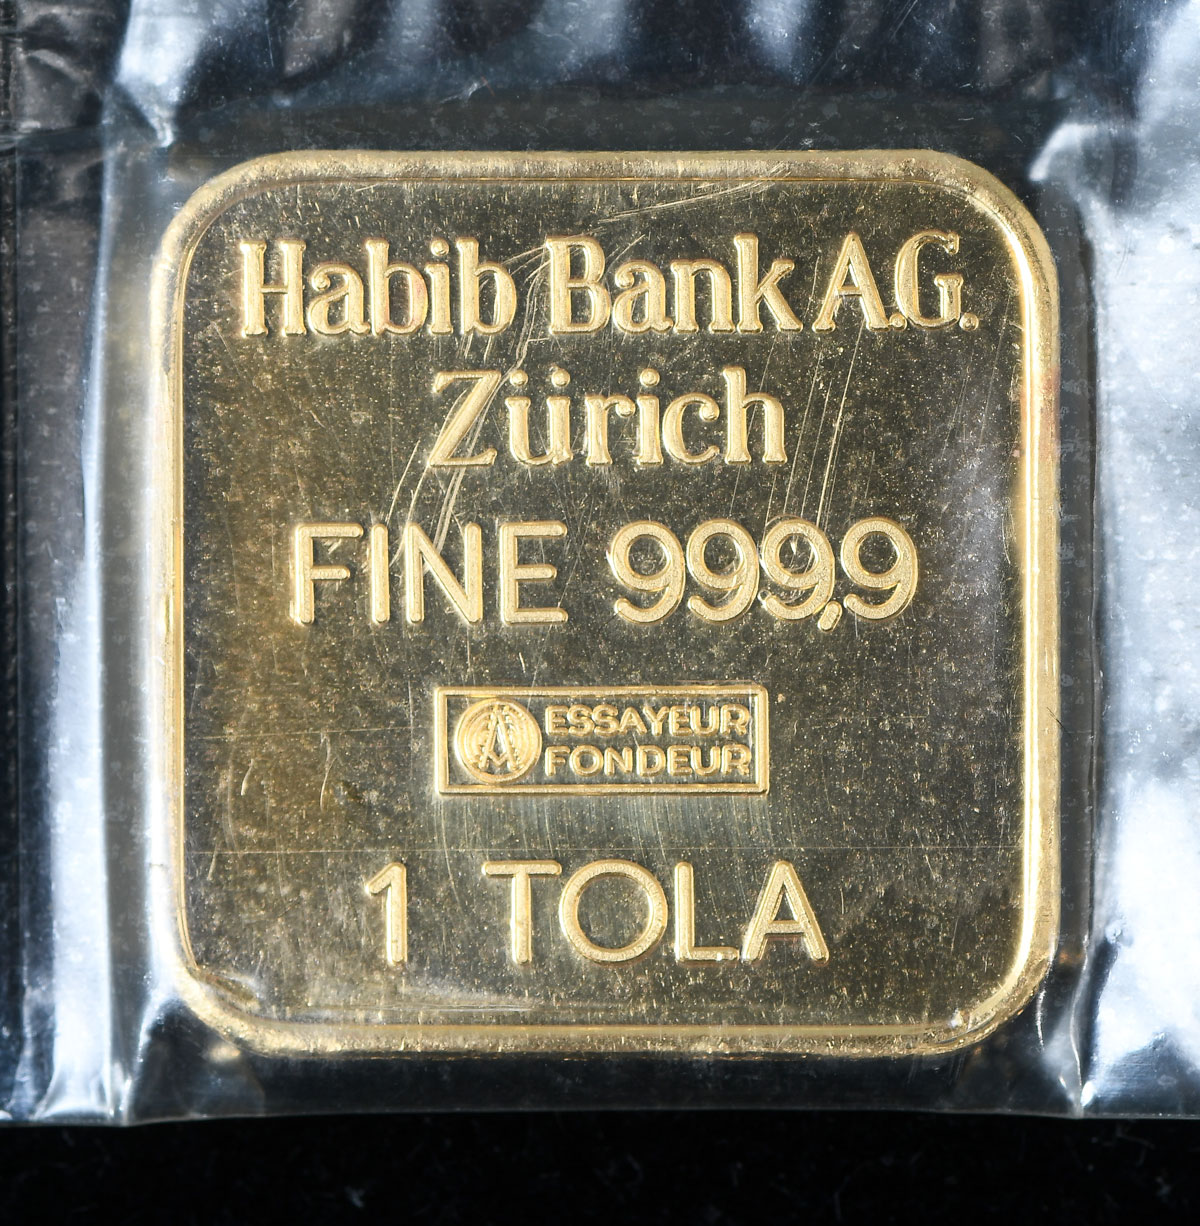 Habib Bank A.G.
Zürich
FINE 999,9
ESSAYEUR
FONDEUR
1 TOLA